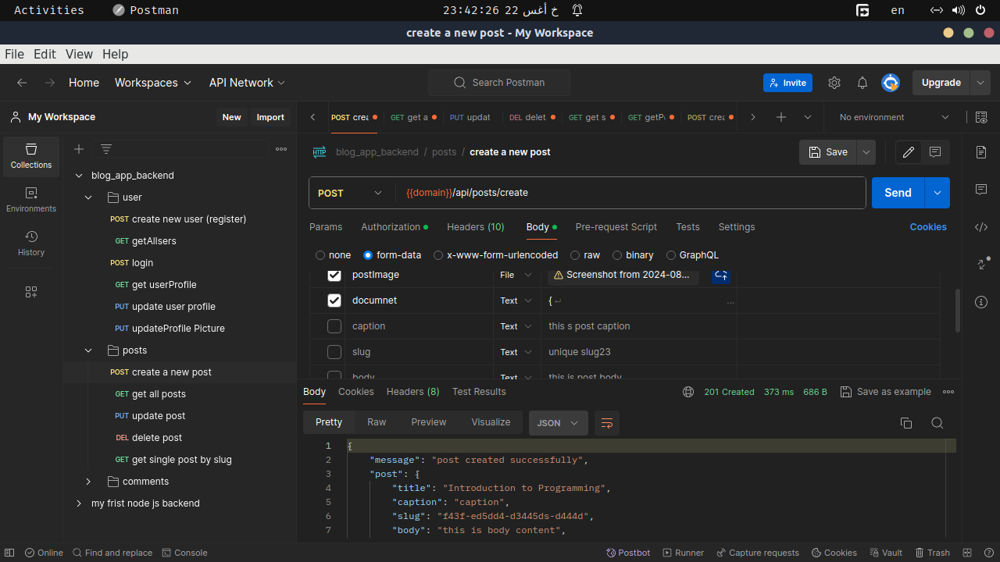 Activities Postman 23:42:26 22 خ أغس en
create a new post - My Workspace
File Edit View Help
Home Workspaces API Network Search Postman Invite Upgrade
My Workspace New Import
POST crea GET get a PUT updat DEL delet GET get s GET getPo POST crea No environment
Collections
Environments
History
blog_app_backend
user
POST create new user (register)
GET getAllsers
POST login
GET get userProfile
PUT update user profile
PUT updateProfile Picture
posts
POST create a new post
GET get all posts
PUT update post
DEL delete post
GET get single post by slug
comments
my frist node js backend
HTTP blog_app_backend / posts / create a new post Save
POST {{domain}}/api/posts/create Send
Params Authorization Headers (10) Body Pre-request Script Tests Settings Cookies
none form-data x-www-form-urlencoded raw binary GraphQL
postImage File Screenshot from 2024-08...
documnet Text { ↵ ...
caption Text this s post caption
slug Text unique slug23
body Text this is post body
Body Cookies Headers (8) Test Results 201 Created 373 ms 686 B Save as example
Pretty Raw Preview Visualize JSON
1 {
2 "message": "post created successfully",
3 "post": {
4 "title": "Introduction to Programming",
5 "caption": "caption",
6 "slug": "f43f-ed5dd4-d3445ds-d444d",
7 "body": "this is body content",
Online Find and replace Console Postbot Runner Capture requests Cookies Vault Trash